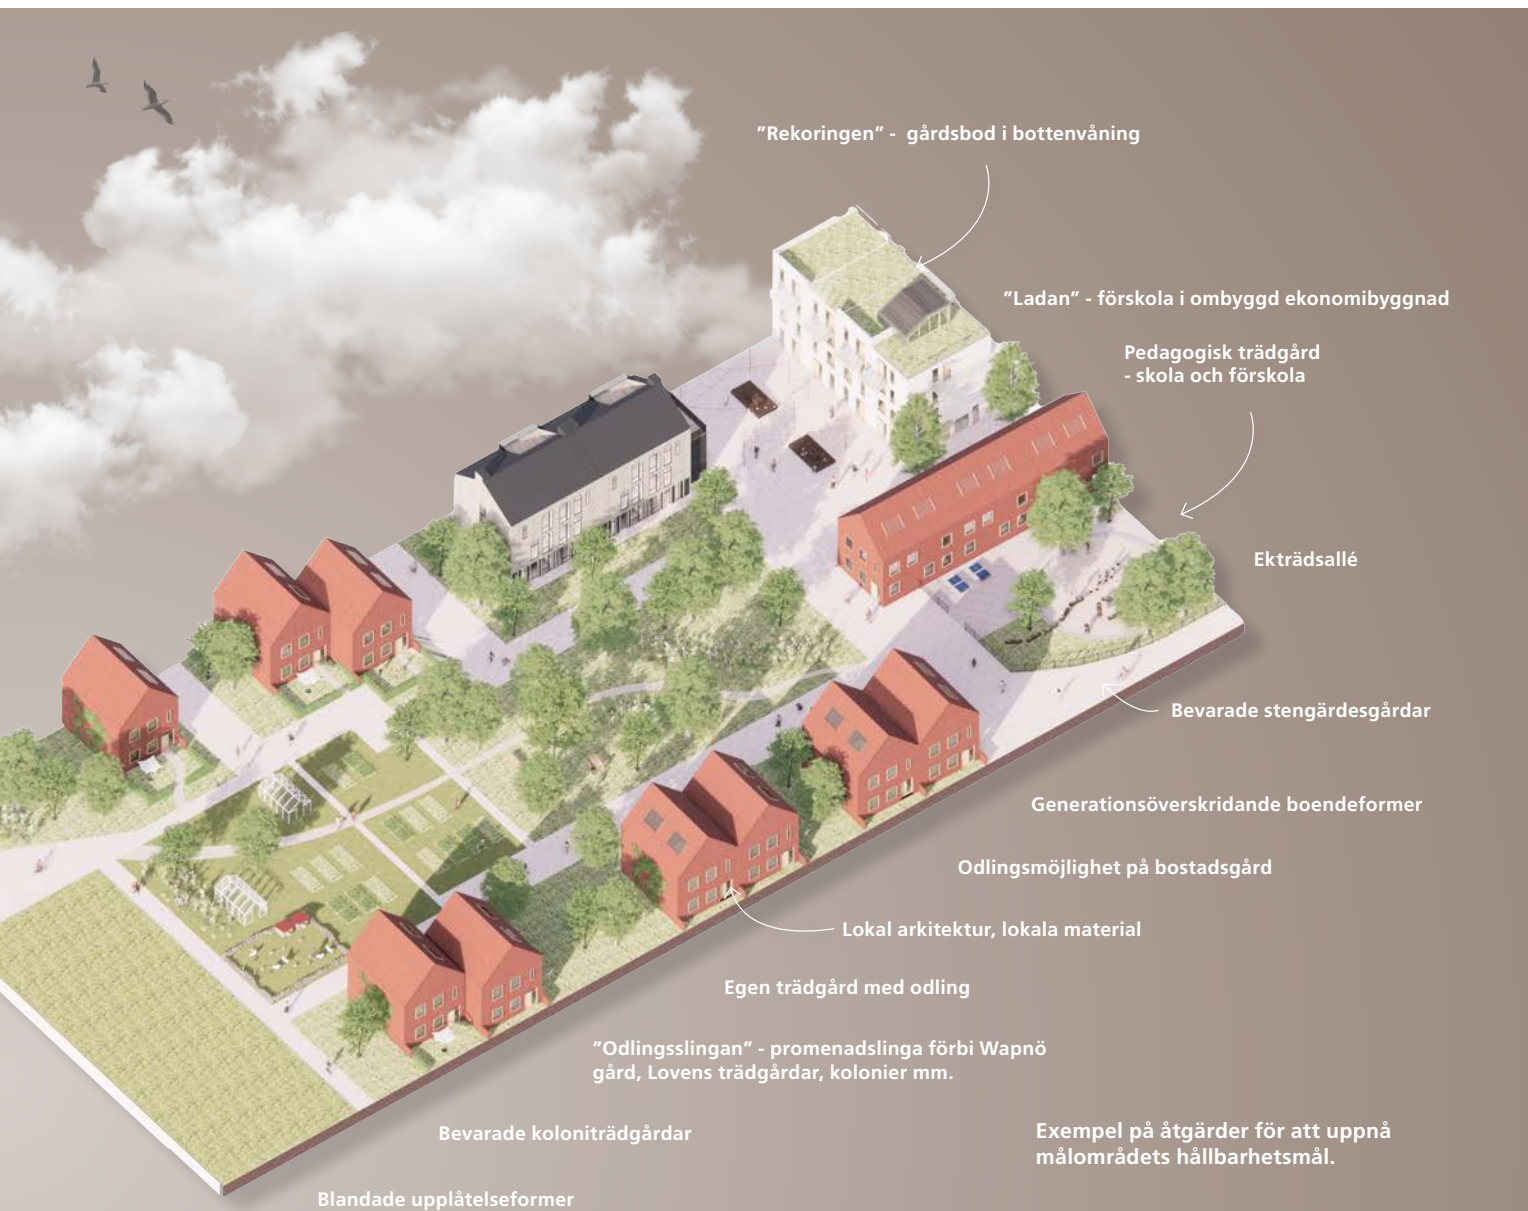 ”Rekoringen” - gårdsbod i bottenvåning
”Ladan” - förskola i ombyggd ekonomibyggnad
Pedagogisk trädgård
- skola och förskola
Ekträdsallé
Bevarade stengärdesgårdar
Generationsöverskridande boendeformer
Odlingsmöjlighet på bostadsgård
Lokal arkitektur, lokala material
Egen trädgård med odling
”Odlingsslingan” - promenadslinga förbi Wapnö
gård, Lovens trädgårdar, kolonier mm.
Bevarade koloniträdgårdar
Exempel på åtgärder för att uppnå
målområdets hållbarhetsmål.
Blandade upplåtelseformer